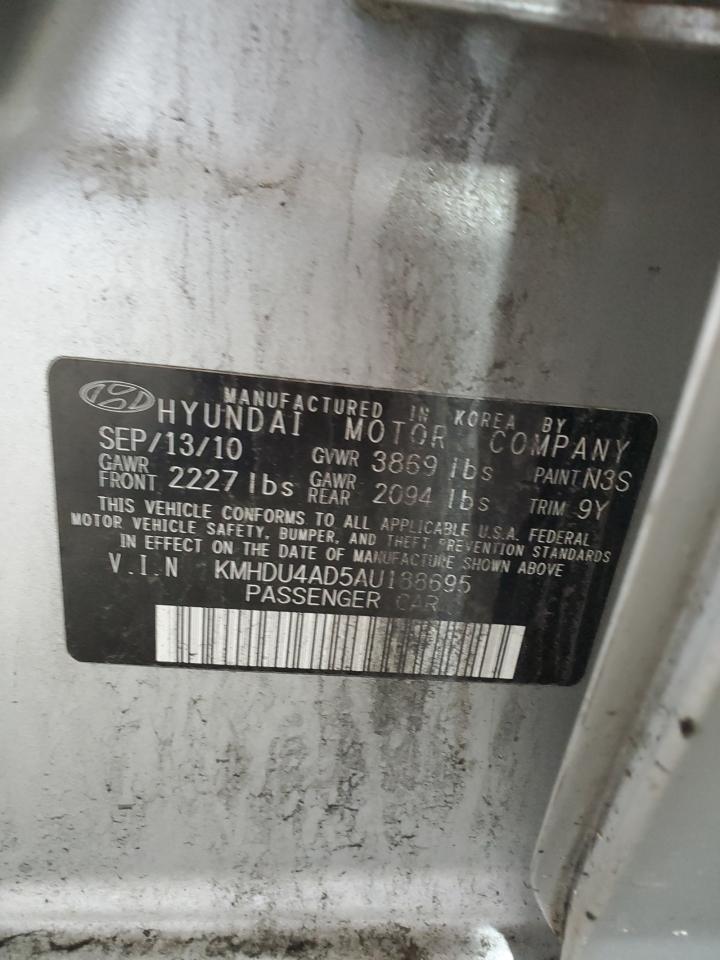 MANUFACTURED IN KOREA BY
HYUNDAI MOTOR COMPANY
SEP/13/10 GVWR 3869 lbs PAINT N3S
GAWR FRONT 2227 lbs GAWR REAR 2094 lbs TRIM 9Y
THIS VEHICLE CONFORMS TO ALL APPLICABLE U.S.A. FEDERAL
MOTOR VEHICLE SAFETY, BUMPER, AND THEFT PREVENTION STANDARDS
IN EFFECT ON THE DATE OF MANUFACTURE SHOWN ABOVE
V.I.N KMHDU4AD5AU188695
PASSENGER CAR